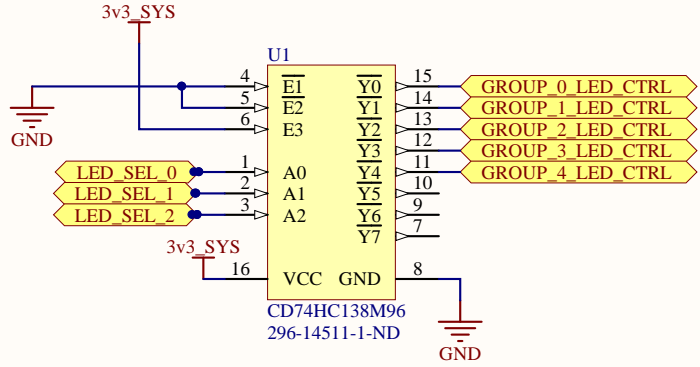 3v3_SYS
U1
4 E1 Y0 15 GROUP_0_LED_CTRL
5 E2 Y1 14 GROUP_1_LED_CTRL
6 E3 Y2 13 GROUP_2_LED_CTRL
Y3 12 GROUP_3_LED_CTRL
GND
LED_SEL_0 1 A0 Y4 11 GROUP_4_LED_CTRL
LED_SEL_1 2 A1 Y5 10
LED_SEL_2 3 A2 Y6 9
Y7 7
3v3_SYS
16 VCC GND 8
CD74HC138M96
296-14511-1-ND
GND